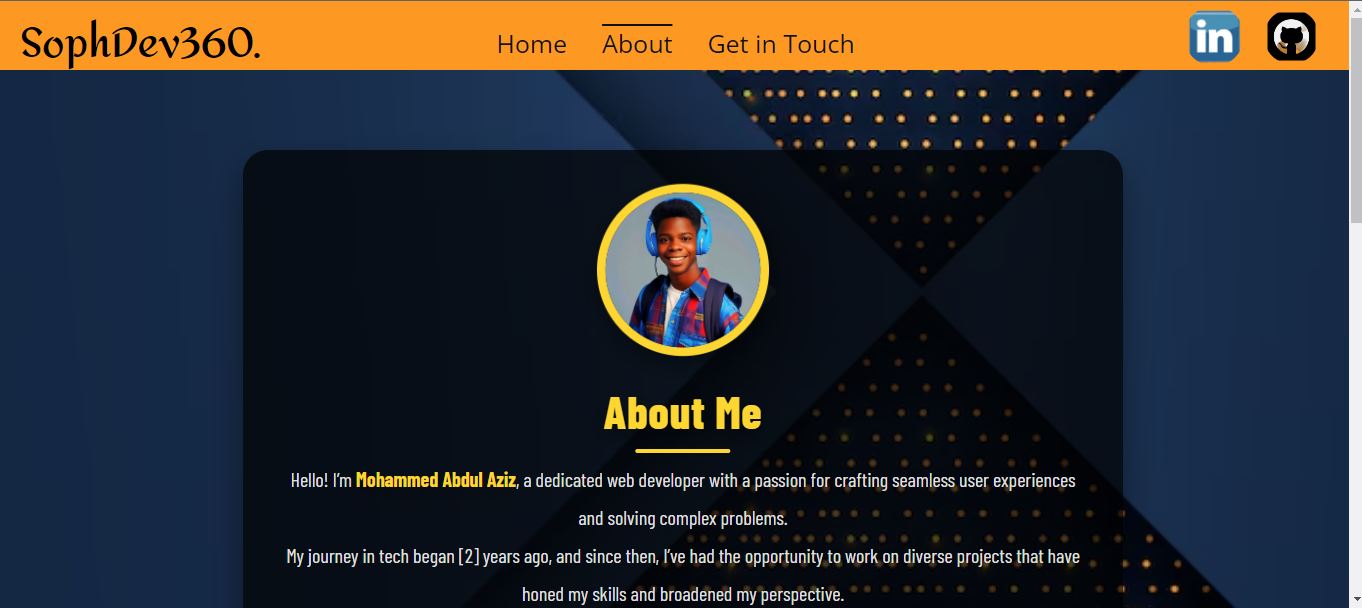 SophDev360.
Home About Get in Touch
in
About Me
Hello! I'm Mohammed Abdul Aziz, a dedicated web developer with a passion for crafting seamless user experiences
and solving complex problems.
My journey in tech began [2] years ago, and since then, I've had the opportunity to work on diverse projects that have
honed my skills and broadened my perspective.